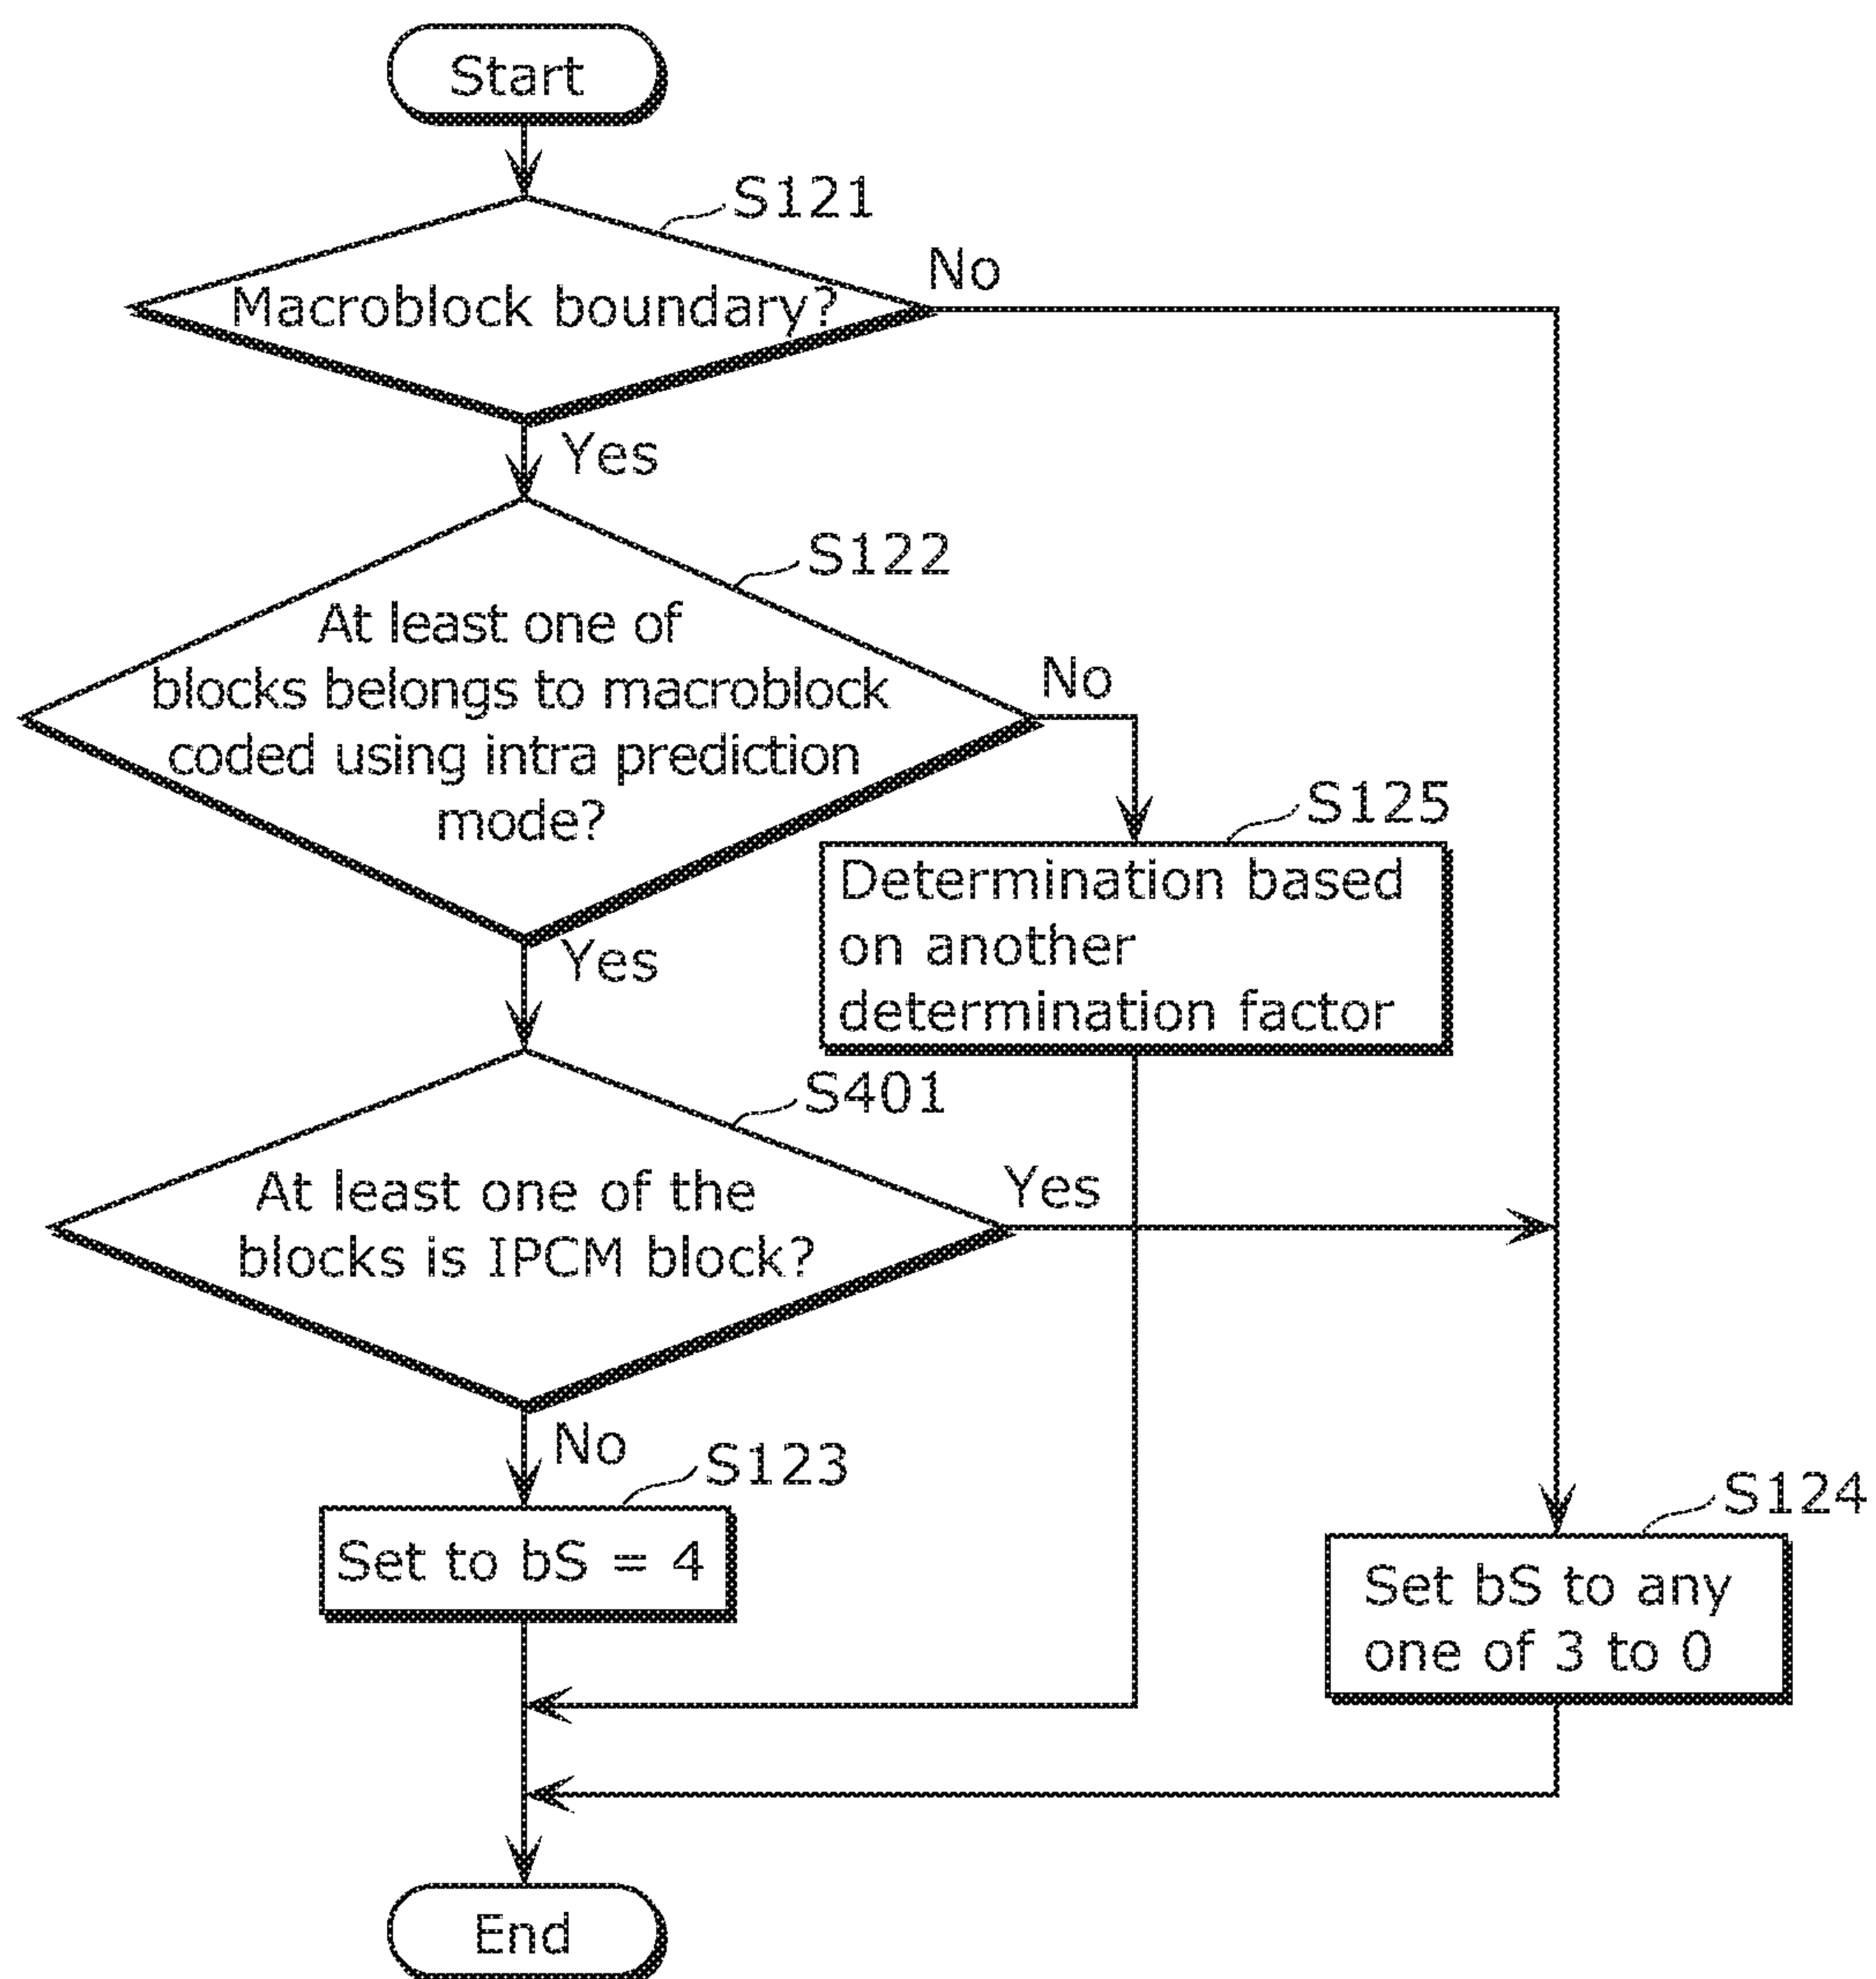 Start
S121
Macroblock boundary?
No
Yes
S122
At least one of
blocks belongs to macroblock
coded using intra prediction
mode?
No
Yes
S125
Determination based
on another
determination factor
S401
At least one of the
blocks is IPCM block?
Yes
No
S123
Set to bS = 4
S124
Set bS to any
one of 3 to 0
End